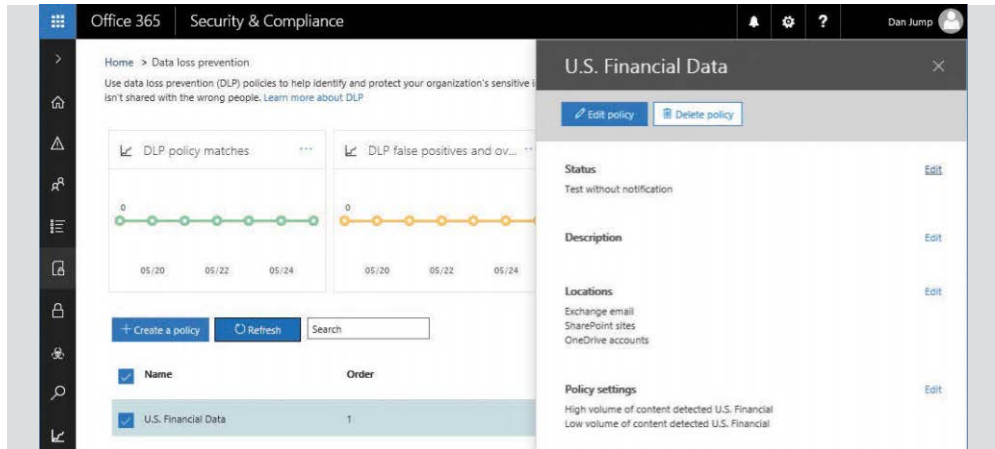 Office 365
Security & Compliance
?
Dan Jump
Home > Data loss prevention
Use data loss prevention (DLP) policies to help identify and protect your organization's sensitive
isn't shared with the wrong people. Learn more about DLP
DLP policy matches ...
DLP false positives and ov...
0
05/20 05/22 05/24
0
05/20 05/22 05/24
+ Create a policy
Refresh
Search
Name Order
U.S. Financial Data 1
U.S. Financial Data
Edit policy
Delete policy
Status Edit
Test without notification
Description Edit
Locations Edit
Exchange email
SharePoint sites
OneDrive accounts
Policy settings Edit
High volume of content detected U.S. Financial
Low volume of content detected U.S. Financial